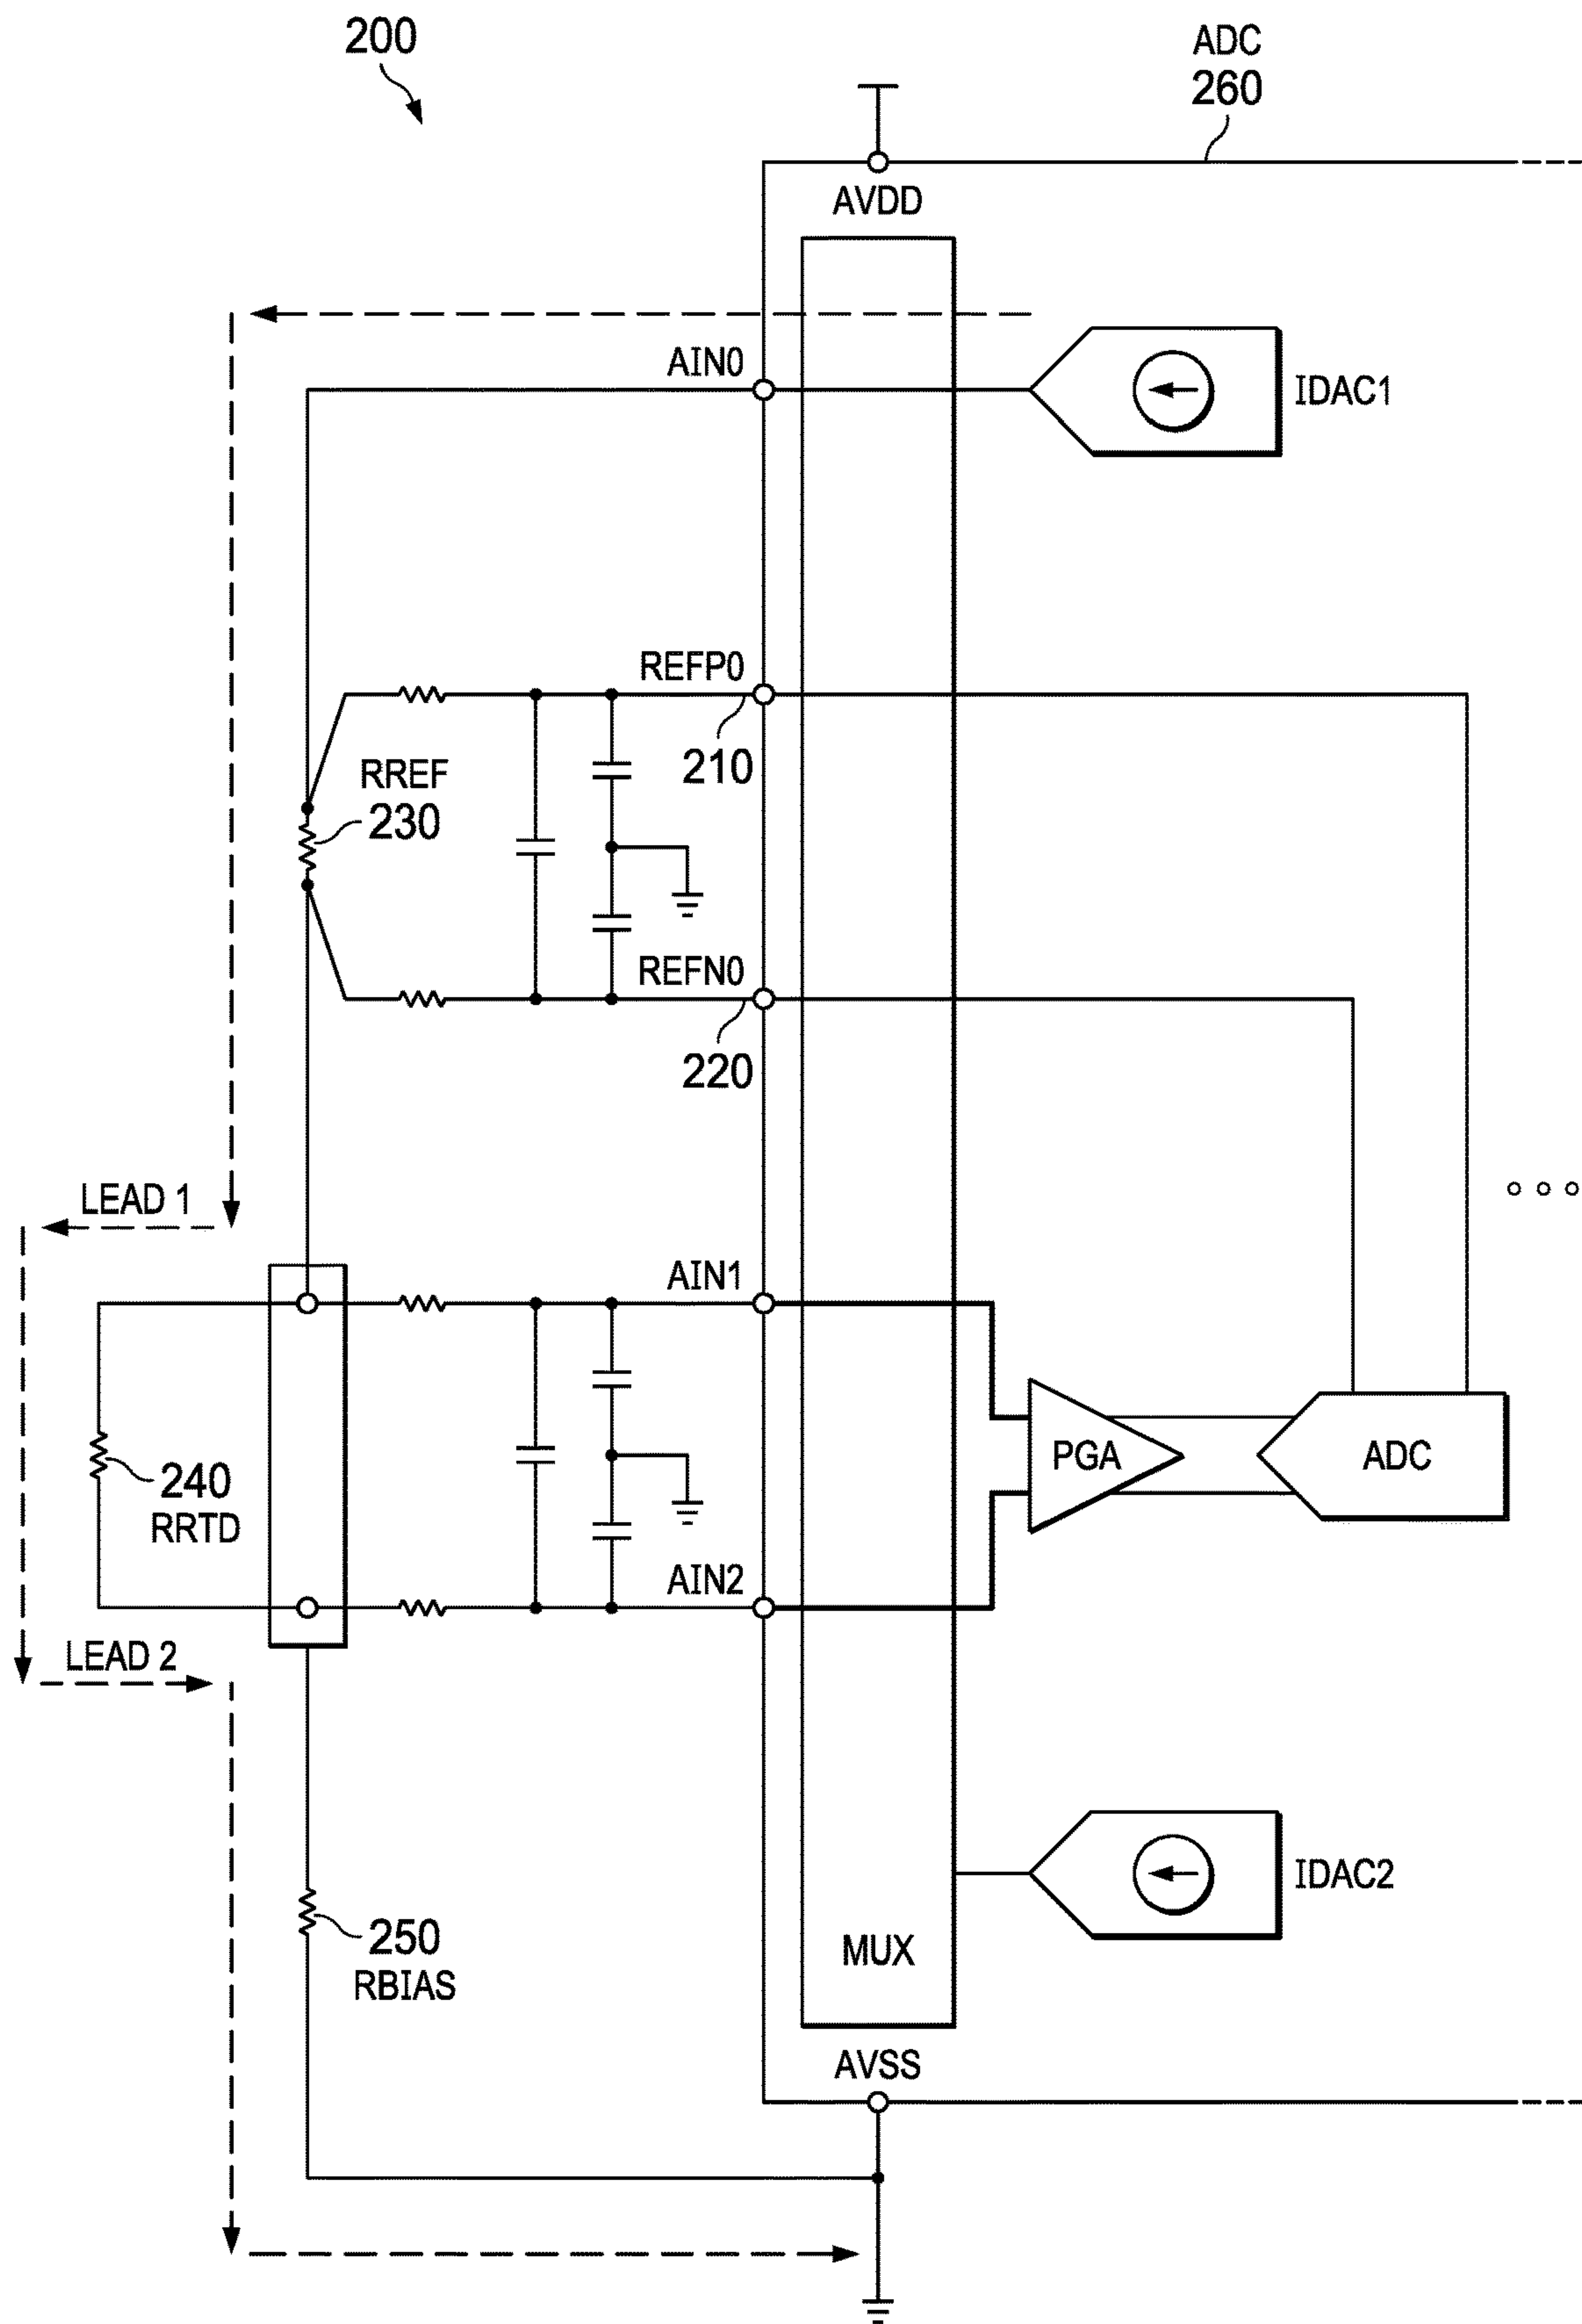 200
ADC
260
AVDD
AIN0
IDAC1
REFP0
210
RREF
230
REFN0
220
LEAD 1
AIN1
PGA
ADC
240
RRTD
AIN2
LEAD 2
IDAC2
250
RBIAS
MUX
AVSS